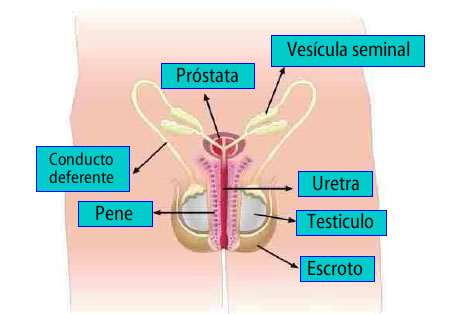 Vesícula seminal
Próstata
Conducto
deferente
Uretra
Pene
Testiculo
Escroto